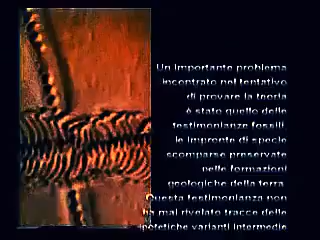 Un importante problema
incontrato nel tentativo
di provare la teoria
è stato quello delle
testimonianze fossili,
le impronte di specie
scomparse preservate
nelle formazioni
geologiche della terra.
Questa testimonianza non
ha mai rivelato tracce delle
ipotetiche varianti intermedie